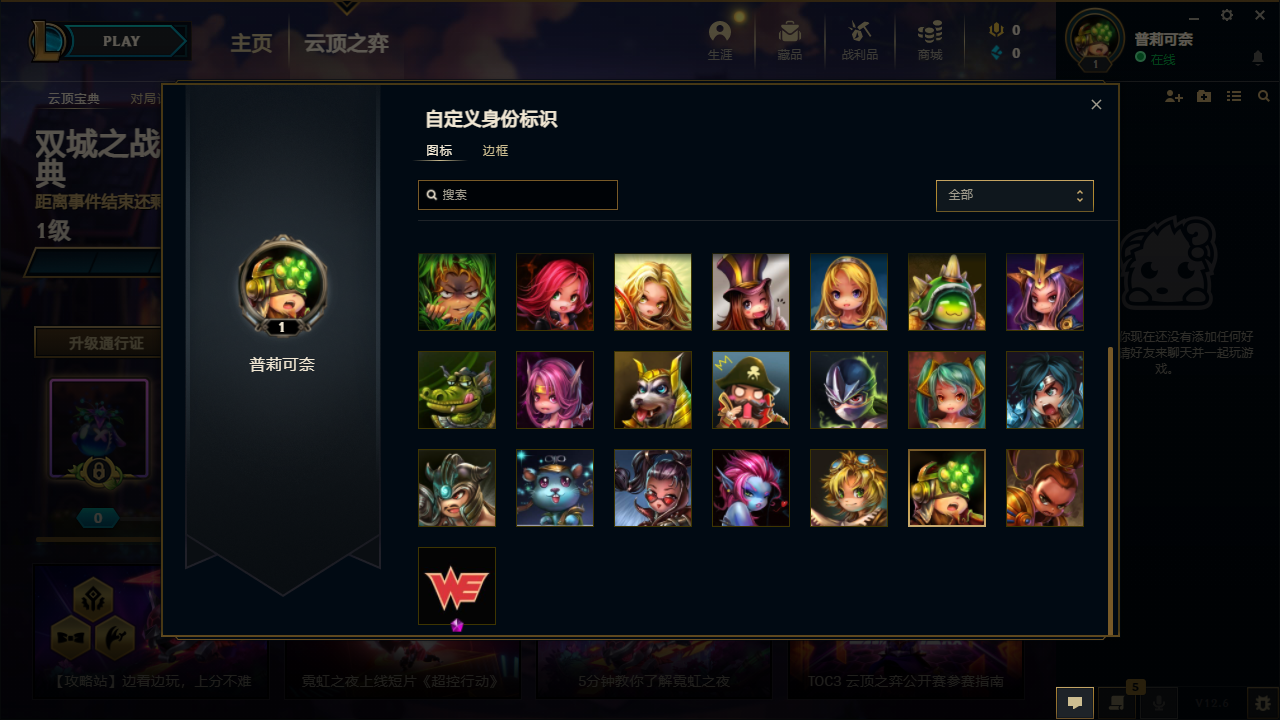 PLAY
主页
云顶之弈
生涯
藏品
战利品
商城
0
0
普莉可奈
1
在线
云顶宝典
对局
双城之战
典
距离事件结束还剩
1级
升级通行证
0
自定义身份标识
图标
边框
搜索
全部
1
普莉可奈
WE
你现在还没有添加任何好
请好友来聊天并一起玩游
戏。
【攻略站】边看边玩，上分不难
霓虹之夜上线短片《超控行动》
5分钟教你了解霓虹之夜
TOC3 云顶之弈公开赛参赛指南
5
V12.6